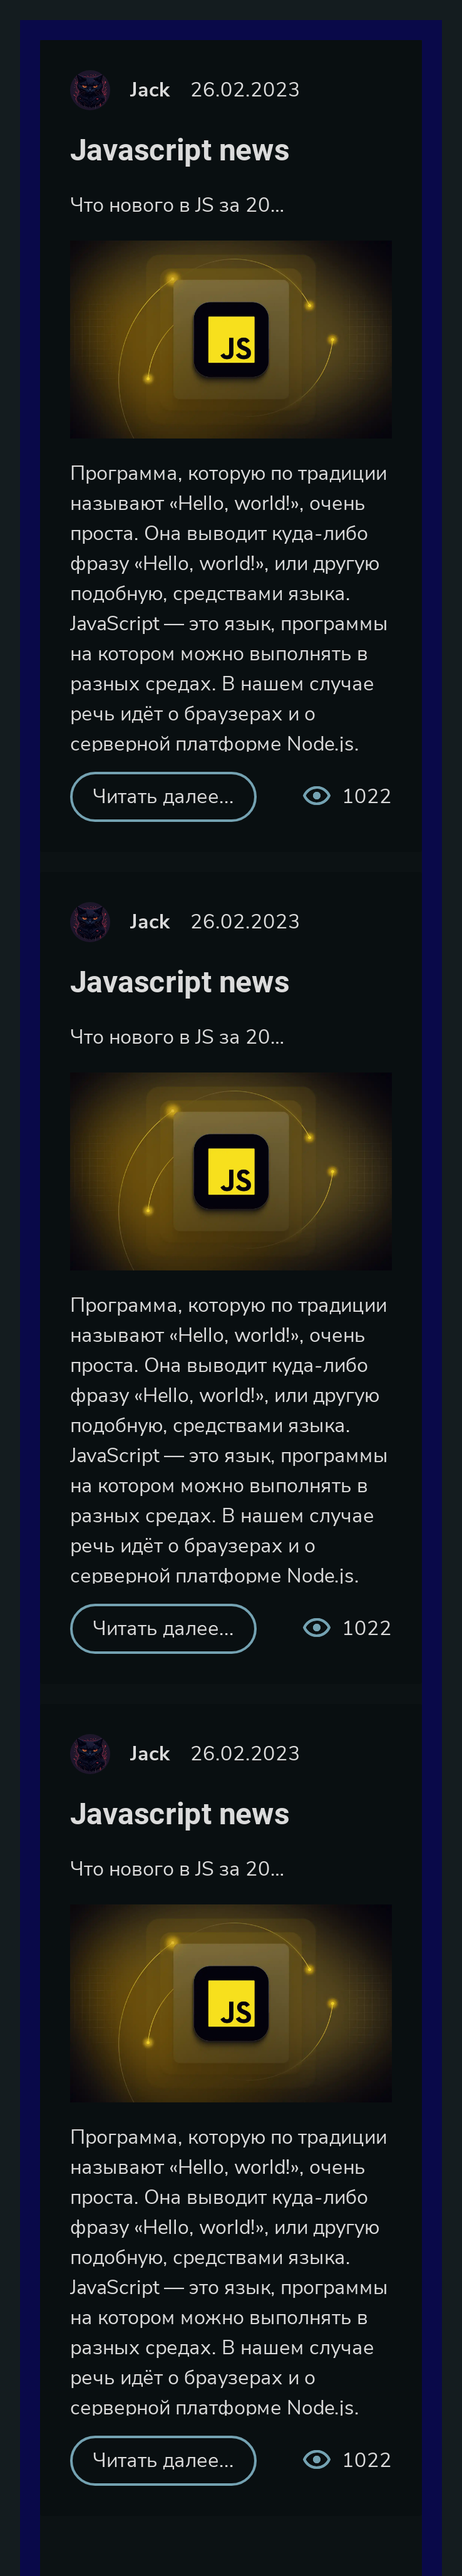 Jack 26.02.2023
Javascript news
Что нового в JS за 20...
JS
Программа, которую по традиции
называют «Hello, world!», очень
проста. Она выводит куда-либо
фразу «Hello, world!», или другую
подобную, средствами языка.
JavaScript — это язык, программы
на котором можно выполнять в
разных средах. В нашем случае
речь идёт о браузерах и о
серверной платформе Node.js.
Читать далее... 1022
Jack 26.02.2023
Javascript news
Что нового в JS за 20...
JS
Программа, которую по традиции
называют «Hello, world!», очень
проста. Она выводит куда-либо
фразу «Hello, world!», или другую
подобную, средствами языка.
JavaScript — это язык, программы
на котором можно выполнять в
разных средах. В нашем случае
речь идёт о браузерах и о
серверной платформе Node.js.
Читать далее... 1022
Jack 26.02.2023
Javascript news
Что нового в JS за 20...
JS
Программа, которую по традиции
называют «Hello, world!», очень
проста. Она выводит куда-либо
фразу «Hello, world!», или другую
подобную, средствами языка.
JavaScript — это язык, программы
на котором можно выполнять в
разных средах. В нашем случае
речь идёт о браузерах и о
серверной платформе Node.js.
Читать далее... 1022